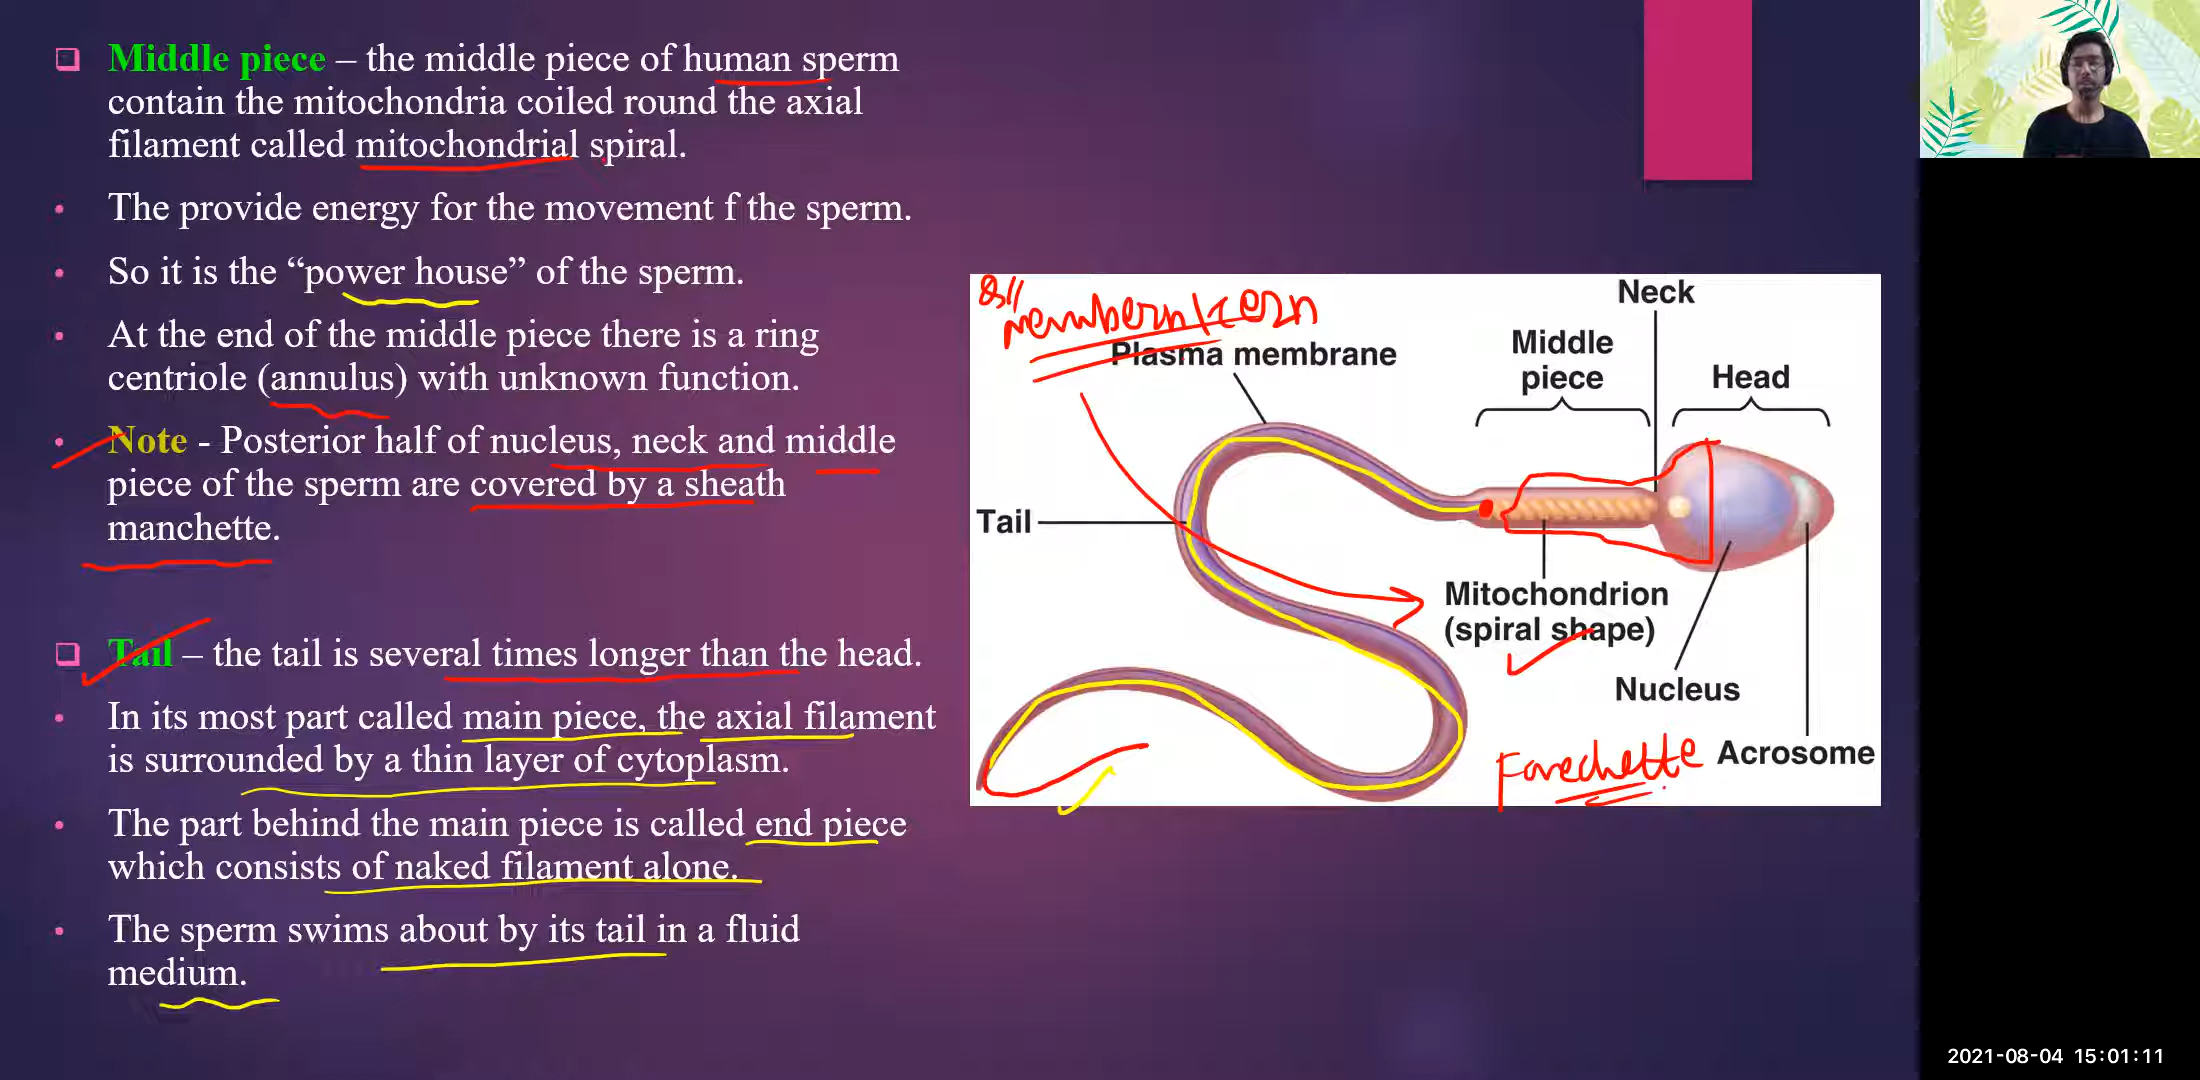 Middle piece – the middle piece of human sperm
contain the mitochondria coiled round the axial
filament called mitochondrial spiral.
The provide energy for the movement f the sperm.
So it is the “power house” of the sperm.
At the end of the middle piece there is a ring
centriole (annulus) with unknown function.
Note - Posterior half of nucleus, neck and middle
piece of the sperm are covered by a sheath
manchette.
Tail – the tail is several times longer than the head.
In its most part called main piece, the axial filament
is surrounded by a thin layer of cytoplasm.
The part behind the main piece is called end piece
which consists of naked filament alone.
The sperm swims about by its tail in a fluid
medium.
Neck
Plasma membrane
Middle
piece
Head
Tail
Mitochondrion
(spiral shape)
Nucleus
Acrosome
2021-08-04 15:01:11